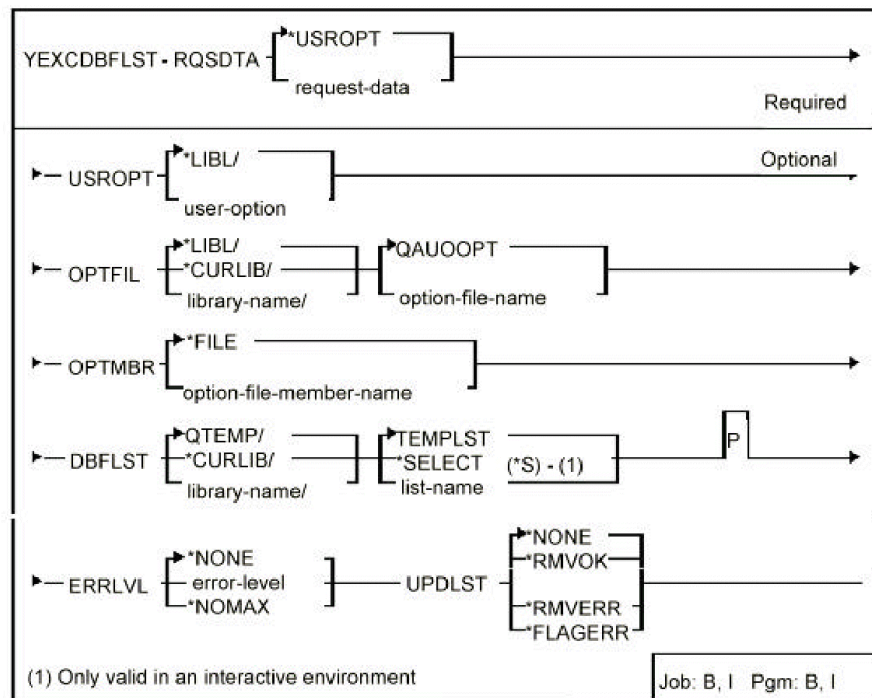 *USROPT
YEXCDBFLST - RQSDTA
request-data
Required
*LIBL/
Optional
USROPT
user-option
*LIBL/
QAUOOPT
OPTFIL
*CURLIB/
library-name/
option-file-name
*FILE
OPTMBR
option-file-member-name
QTEMP/
TEMPLST
P
DBFLST
*CURLIB/
*SELECT
(*S) - (1)
library-name/
list-name
*NONE
*NONE
*RMVOK
ERRLVL
error-level
UPDLST
*NOMAX
*RMVERR
*FLAGERR
(1) Only valid in an interactive environment
Job: B, I Pgm: B, I